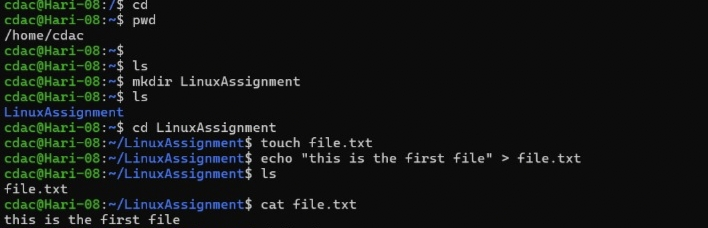 cdac@Hari-08:/$ cd
cdac@Hari-08:~$ pwd
/home/cdac
cdac@Hari-08:~$
cdac@Hari-08:~$ ls
cdac@Hari-08:~$ mkdir LinuxAssignment
cdac@Hari-08:~$ ls
LinuxAssignment
cdac@Hari-08:~$ cd LinuxAssignment
cdac@Hari-08:~/LinuxAssignment$ touch file.txt
cdac@Hari-08:~/LinuxAssignment$ echo "this is the first file" > file.txt
cdac@Hari-08:~/LinuxAssignment$ ls
file.txt
cdac@Hari-08:~/LinuxAssignment$ cat file.txt
this is the first file